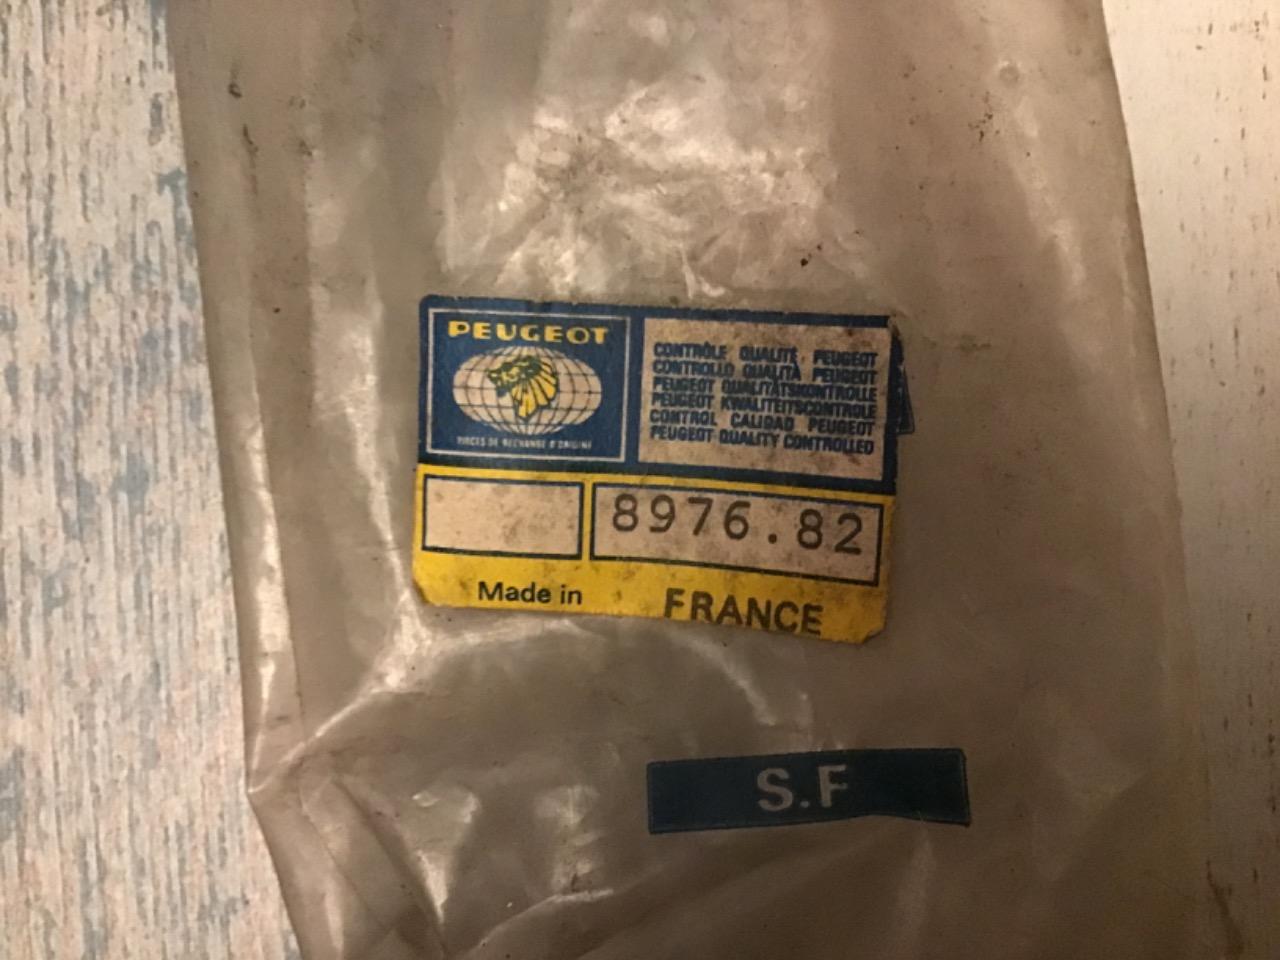 PEUGEOT
PIECES DE RECHANGE D'ORIGINE
CONTRÔLE QUALITÉ PEUGEOT
CONTROLLO QUALITÀ PEUGEOT
PEUGEOT QUALITÄTSKONTROLLE
PEUGEOT KWALITEITSCONTROLE
CONTROL CALIDAD PEUGEOT
PEUGEOT QUALITY CONTROLLED
8976.82
Made in FRANCE
S.F